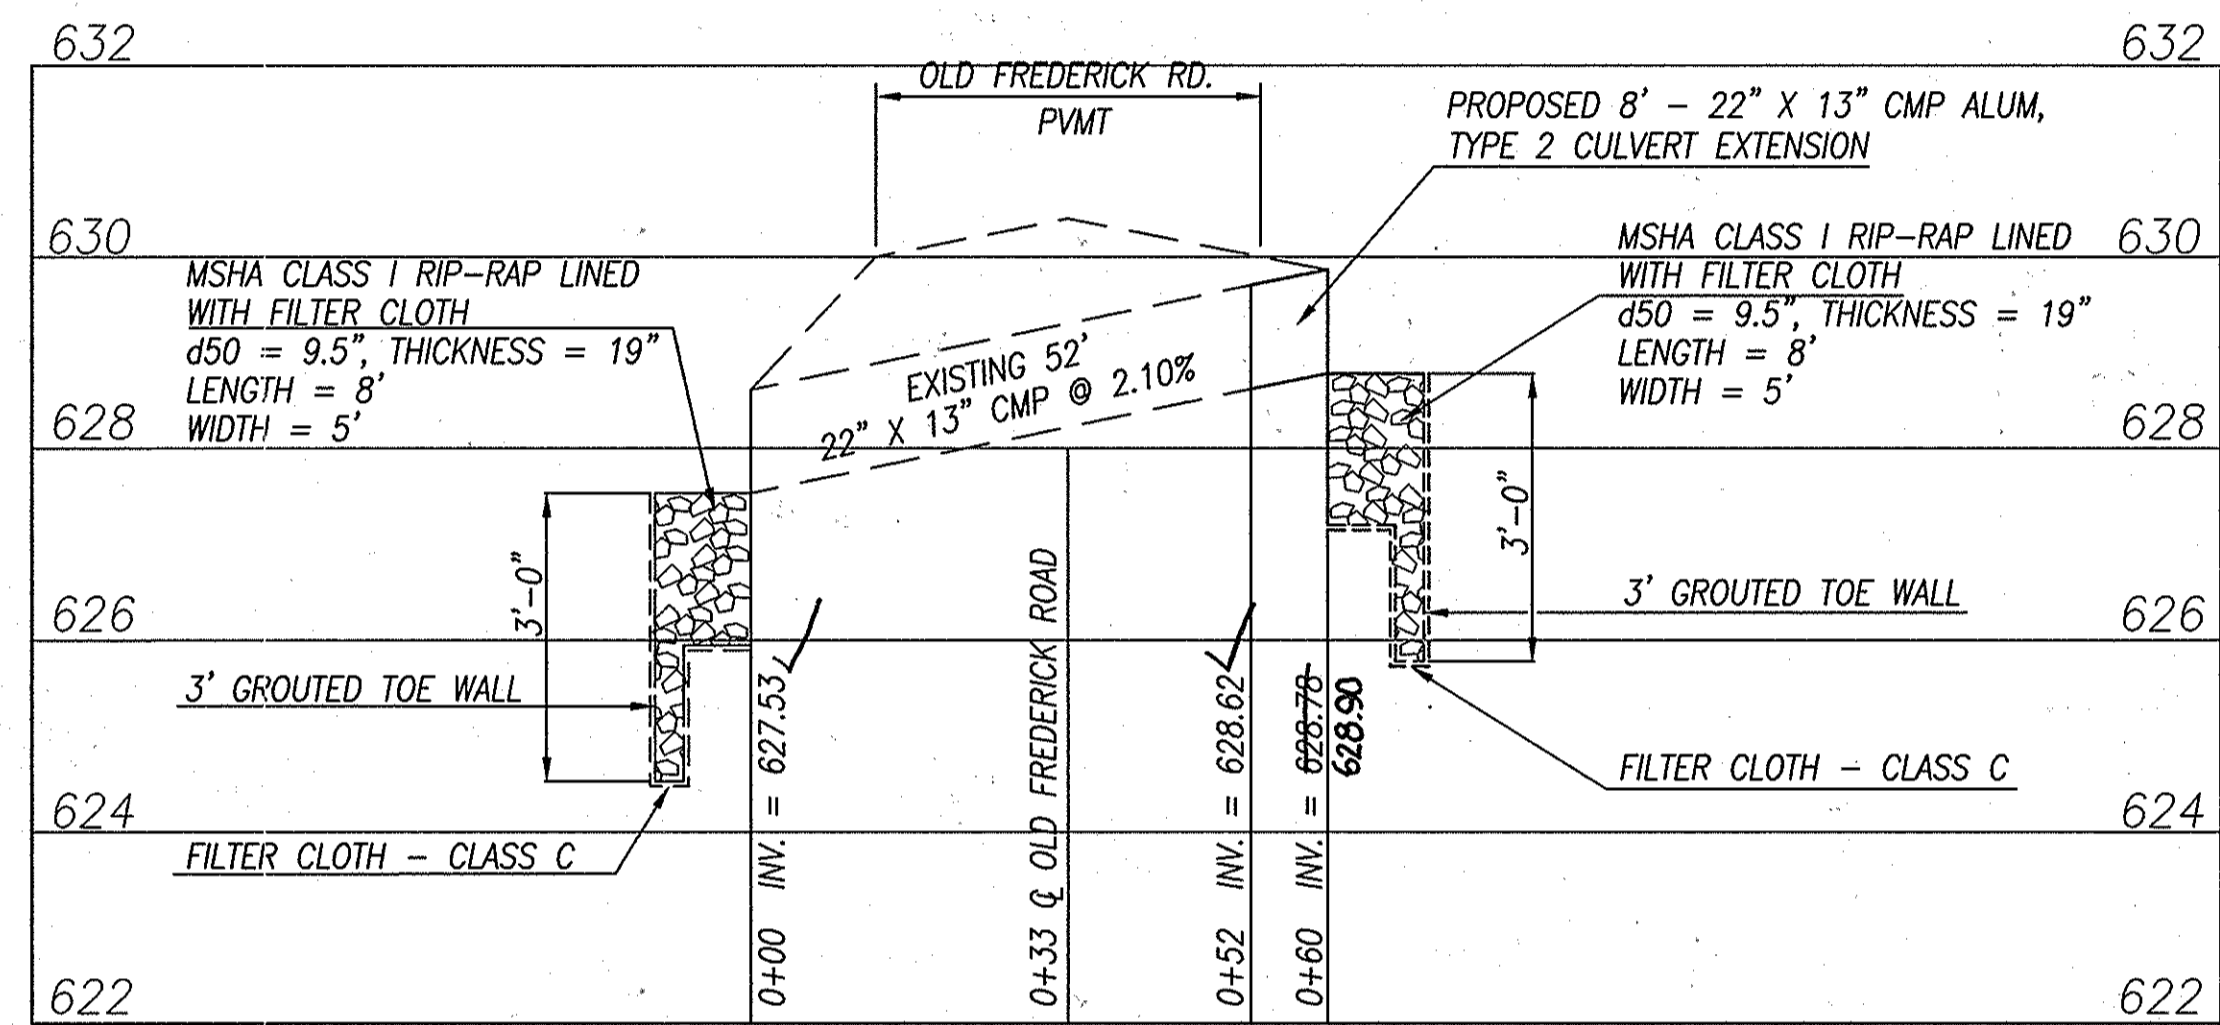 632
632
OLD FREDERICK RD.
PVMT
PROPOSED 8' - 22" X 13" CMP ALUM,
TYPE 2 CULVERT EXTENSION
630
630
MSHA CLASS I RIP-RAP LINED
WITH FILTER CLOTH
d50 = 9.5", THICKNESS = 19"
LENGTH = 8'
WIDTH = 5'
MSHA CLASS I RIP-RAP LINED
WITH FILTER CLOTH
d50 = 9.5", THICKNESS = 19"
LENGTH = 8'
WIDTH = 5'
EXISTING 52'
22" X 13" CMP @ 2.10%
628
628
3'-0"
3'-0"
3' GROUTED TOE WALL
626
626
3' GROUTED TOE WALL
FILTER CLOTH - CLASS C
624
624
FILTER CLOTH - CLASS C
0+00 INV. = 627.53
0+33 ℄ OLD FREDERICK ROAD
0+52 INV. = 628.62
0+60 INV. = 628.78
628.90
622
622